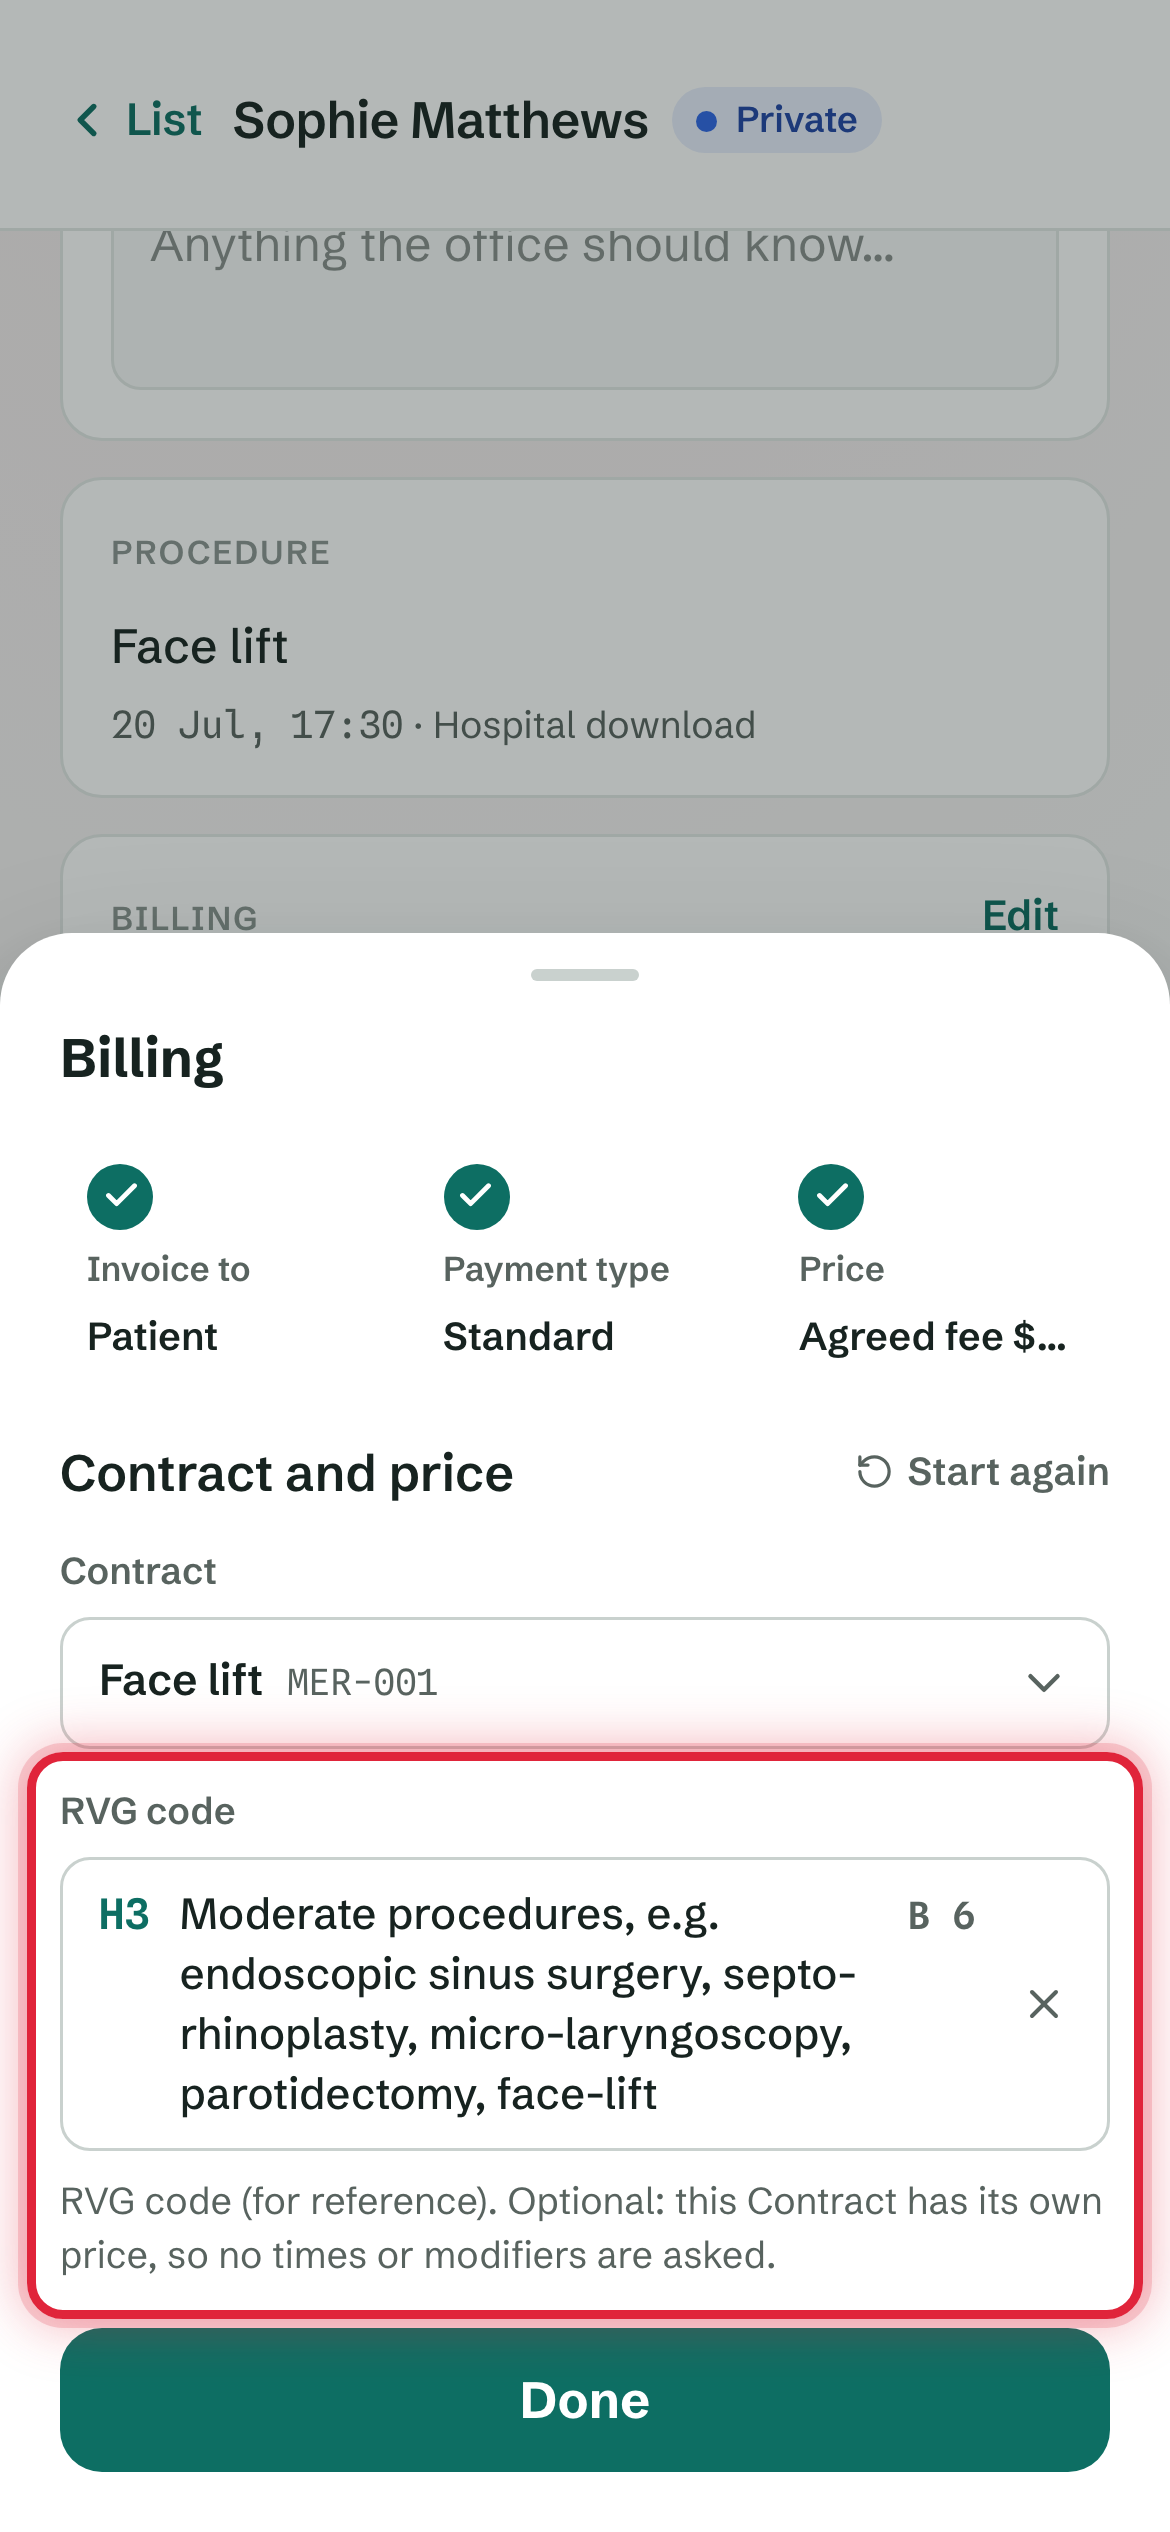 List Sophie Matthews Private
Anything the office should know...
PROCEDURE
Face lift
20 Jul, 17:30 · Hospital download
BILLING Edit
Billing
Invoice to Payment type Price
Patient Standard Agreed fee $...
Contract and price Start again
Contract
Face lift MER-001
RVG code
H3 Moderate procedures, e.g. B 6
endoscopic sinus surgery, septo-
rhinoplasty, micro-laryngoscopy,
parotidectomy, face-lift
RVG code (for reference). Optional: this Contract has its own
price, so no times or modifiers are asked.
Done